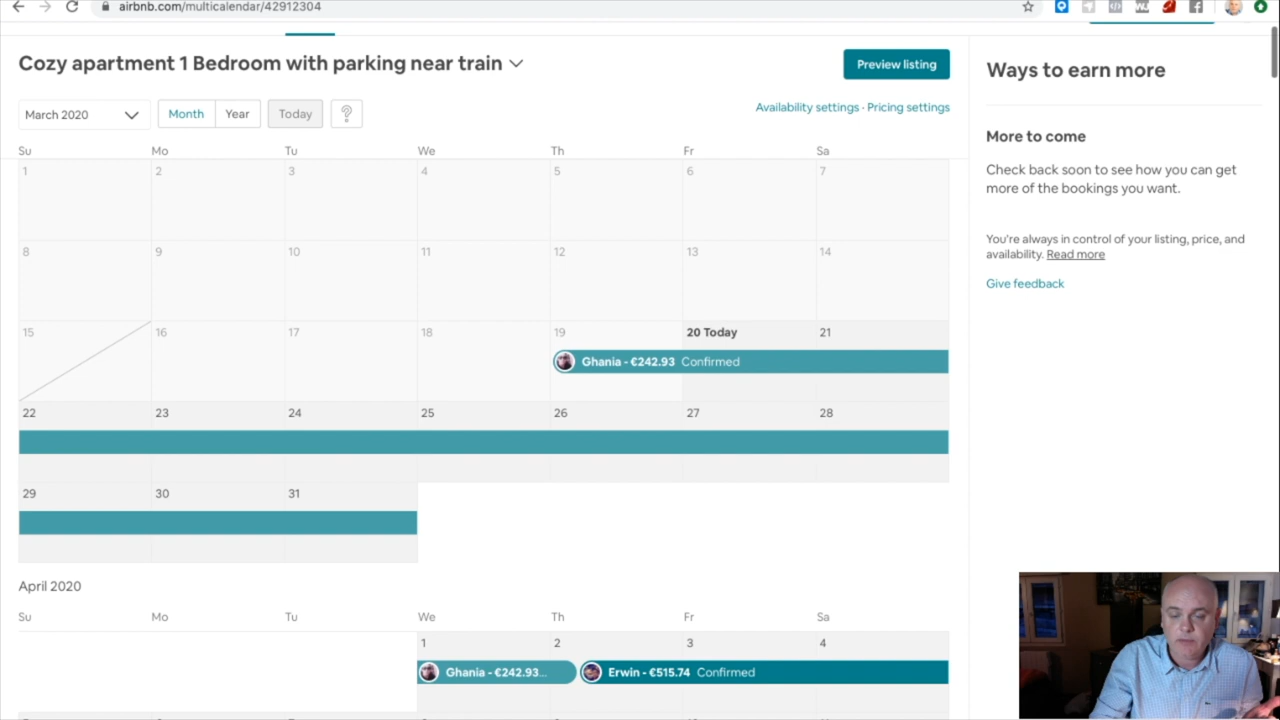 airbnb.com/multicalendar/42912304
Cozy apartment 1 Bedroom with parking near train
Preview listing
March 2020
Month
Year
Today
?
Availability settings · Pricing settings
Su Mo Tu We Th Fr Sa
1 2 3 4 5 6 7
8 9 10 11 12 13 14
15 16 17 18 19 20 Today 21
Ghania - €242.93 Confirmed
22 23 24 25 26 27 28
29 30 31
April 2020
Su Mo Tu We Th Fr Sa
1 2 3 4
Ghania - €242.93...
Erwin - €515.74 Confirmed
Ways to earn more
More to come
Check back soon to see how you can get
more of the bookings you want.
You're always in control of your listing, price, and
availability. Read more
Give feedback